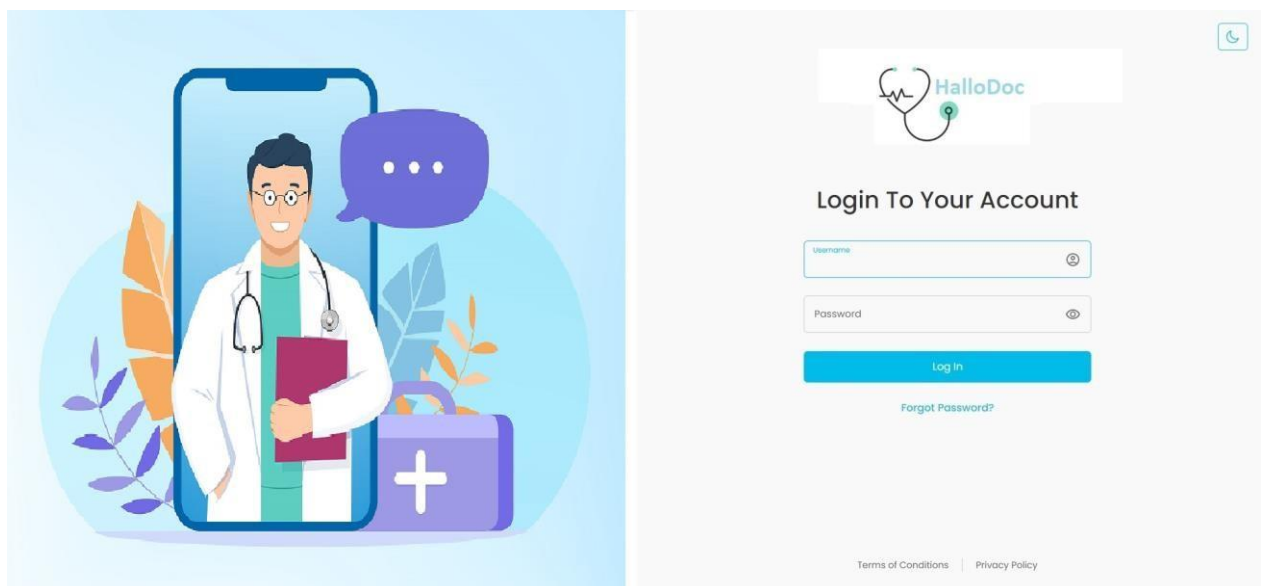 HalloDoc
Login To Your Account
Username
Password
Log In
Forgot Password?
Terms of Conditions | Privacy Policy